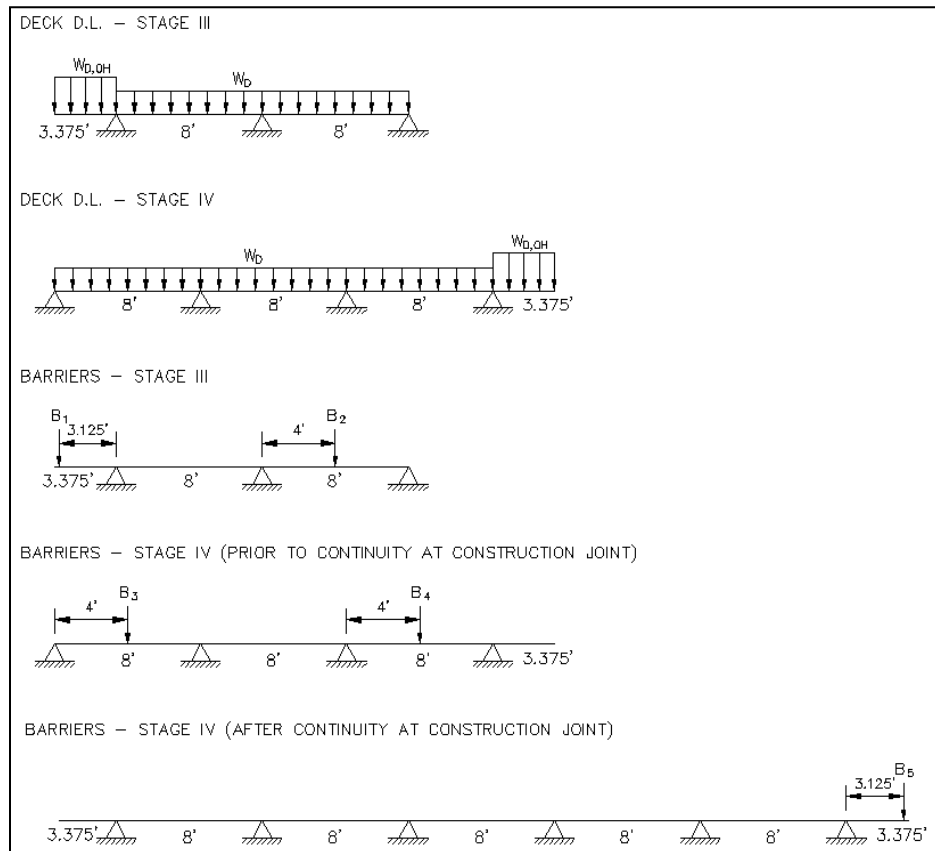 DECK D.L. – STAGE III
W_D,OH W_D
3.375' 8' 8'
DECK D.L. – STAGE IV
W_D W_D,OH
8' 8' 8' 3.375'
BARRIERS – STAGE III
B1 3.125' 4' B2
3.375' 8' 8'
BARRIERS – STAGE IV (PRIOR TO CONTINUITY AT CONSTRUCTION JOINT)
4' B3 4' B4
8' 8' 8' 3.375'
BARRIERS – STAGE IV (AFTER CONTINUITY AT CONSTRUCTION JOINT)
3.125' B5
3.375' 8' 8' 8' 8' 8' 3.375'